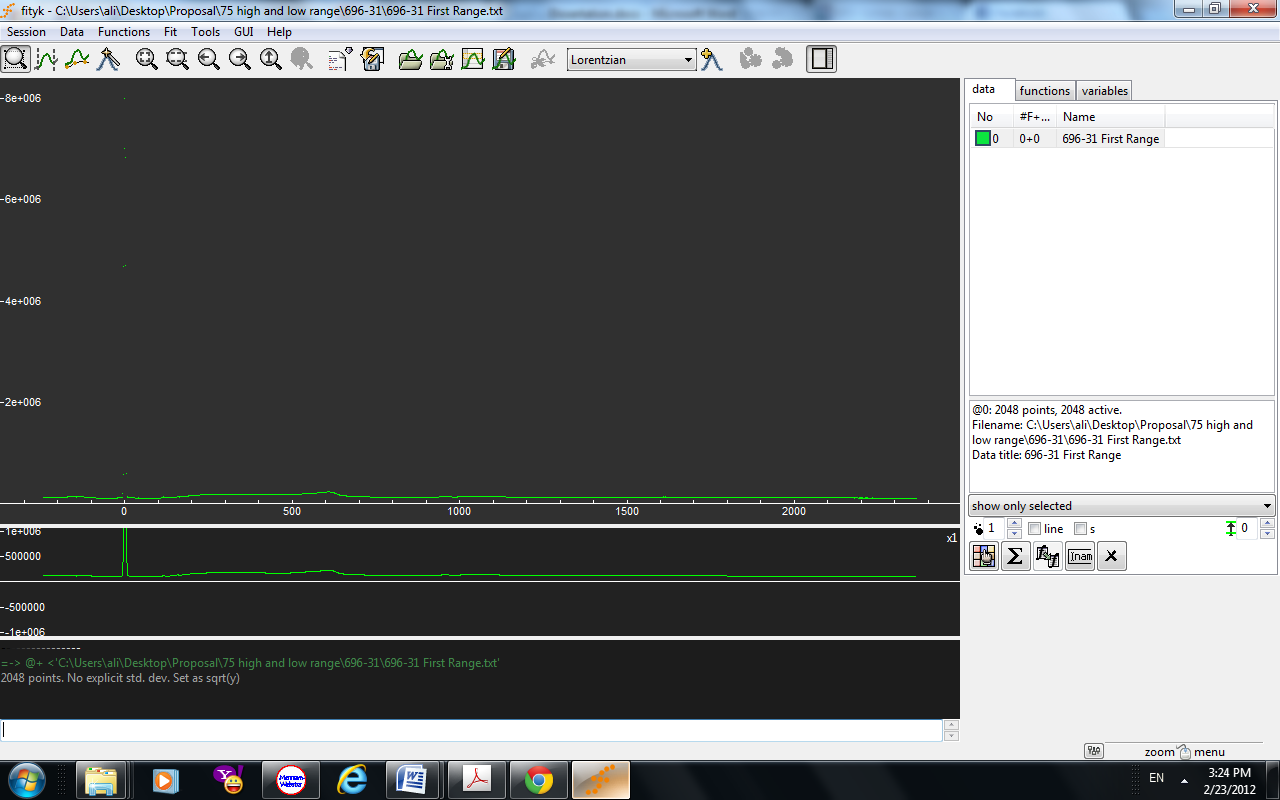 fityk - C:\Users\ali\Desktop\Proposal\75 high and low range\696-31\696-31 First Range.txt
Session Data Functions Fit Tools GUI Help
Lorentzian
8e+006
6e+006
4e+006
2e+006
0 500 1000 1500 2000
1e+006
x1
500000
-500000
-1e+006
=-> @+ <'C:\Users\ali\Desktop\Proposal\75 high and low range\696-31\696-31 First Range.txt'
2048 points. No explicit std. dev. Set as sqrt(y)
data functions variables
No #F+... Name
0 0+0 696-31 First Range
@0: 2048 points, 2048 active.
Filename: C:\Users\ali\Desktop\Proposal\75 high and
low range\696-31\696-31 First Range.txt
Data title: 696-31 First Range
show only selected
1 line s 0
Σ Inam X
zoom menu
Merriam-
Webster
EN 3:24 PM
2/23/2012